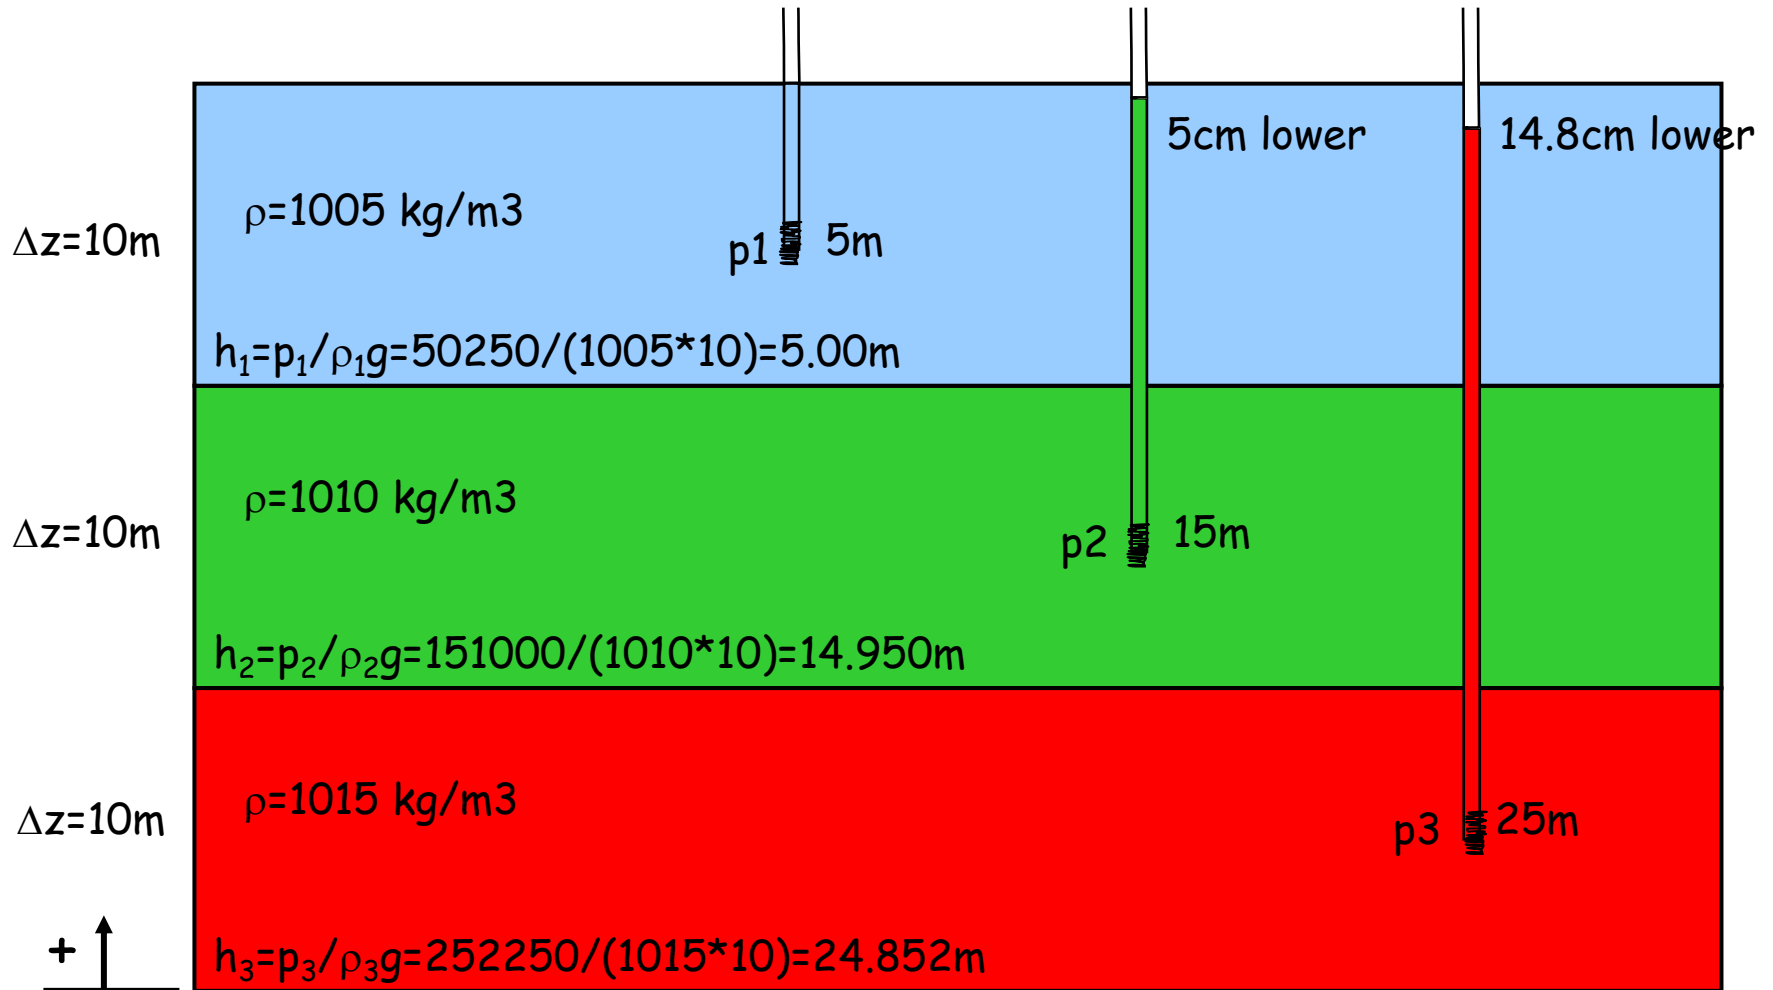 5cm lower
14.8cm lower
ρ=1005 kg/m3
Δz=10m
p1 5m
h₁=p₁/ρ₁g=50250/(1005*10)=5.00m
ρ=1010 kg/m3
Δz=10m
p2 15m
h₂=p₂/ρ₂g=151000/(1010*10)=14.950m
ρ=1015 kg/m3
Δz=10m
p3 25m
+
h₃=p₃/ρ₃g=252250/(1015*10)=24.852m